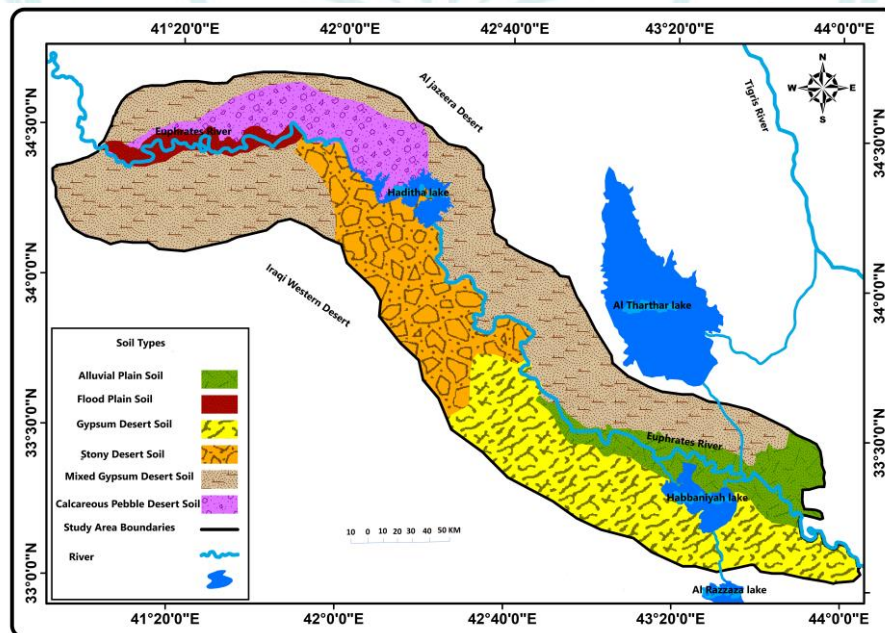 41°20'0"E 42°0'0"E 42°40'0"E 43°20'0"E 44°0'0"E
34°30'0"N
34°0'0"N
33°30'0"N
33°0'0"N
34°30'0"N
34°0'0"N
33°30'0"N
N
W E
S
Al jazeera Desert
Tigris River
Euphrates River
Haditha lake
Iraqi Western Desert
Al Tharthar lake
Euphrates River
Habbaniyah lake
Al Razzaza lake
Soil Types
Alluvial Plain Soil
Flood Plain Soil
Gypsum Desert Soil
Stony Desert Soil
Mixed Gypsum Desert Soil
Calcareous Pebble Desert Soil
Study Area Boundaries
River
10 0 10 20 30 40 50 KM
41°20'0"E 42°0'0"E 42°40'0"E 43°20'0"E 44°0'0"E